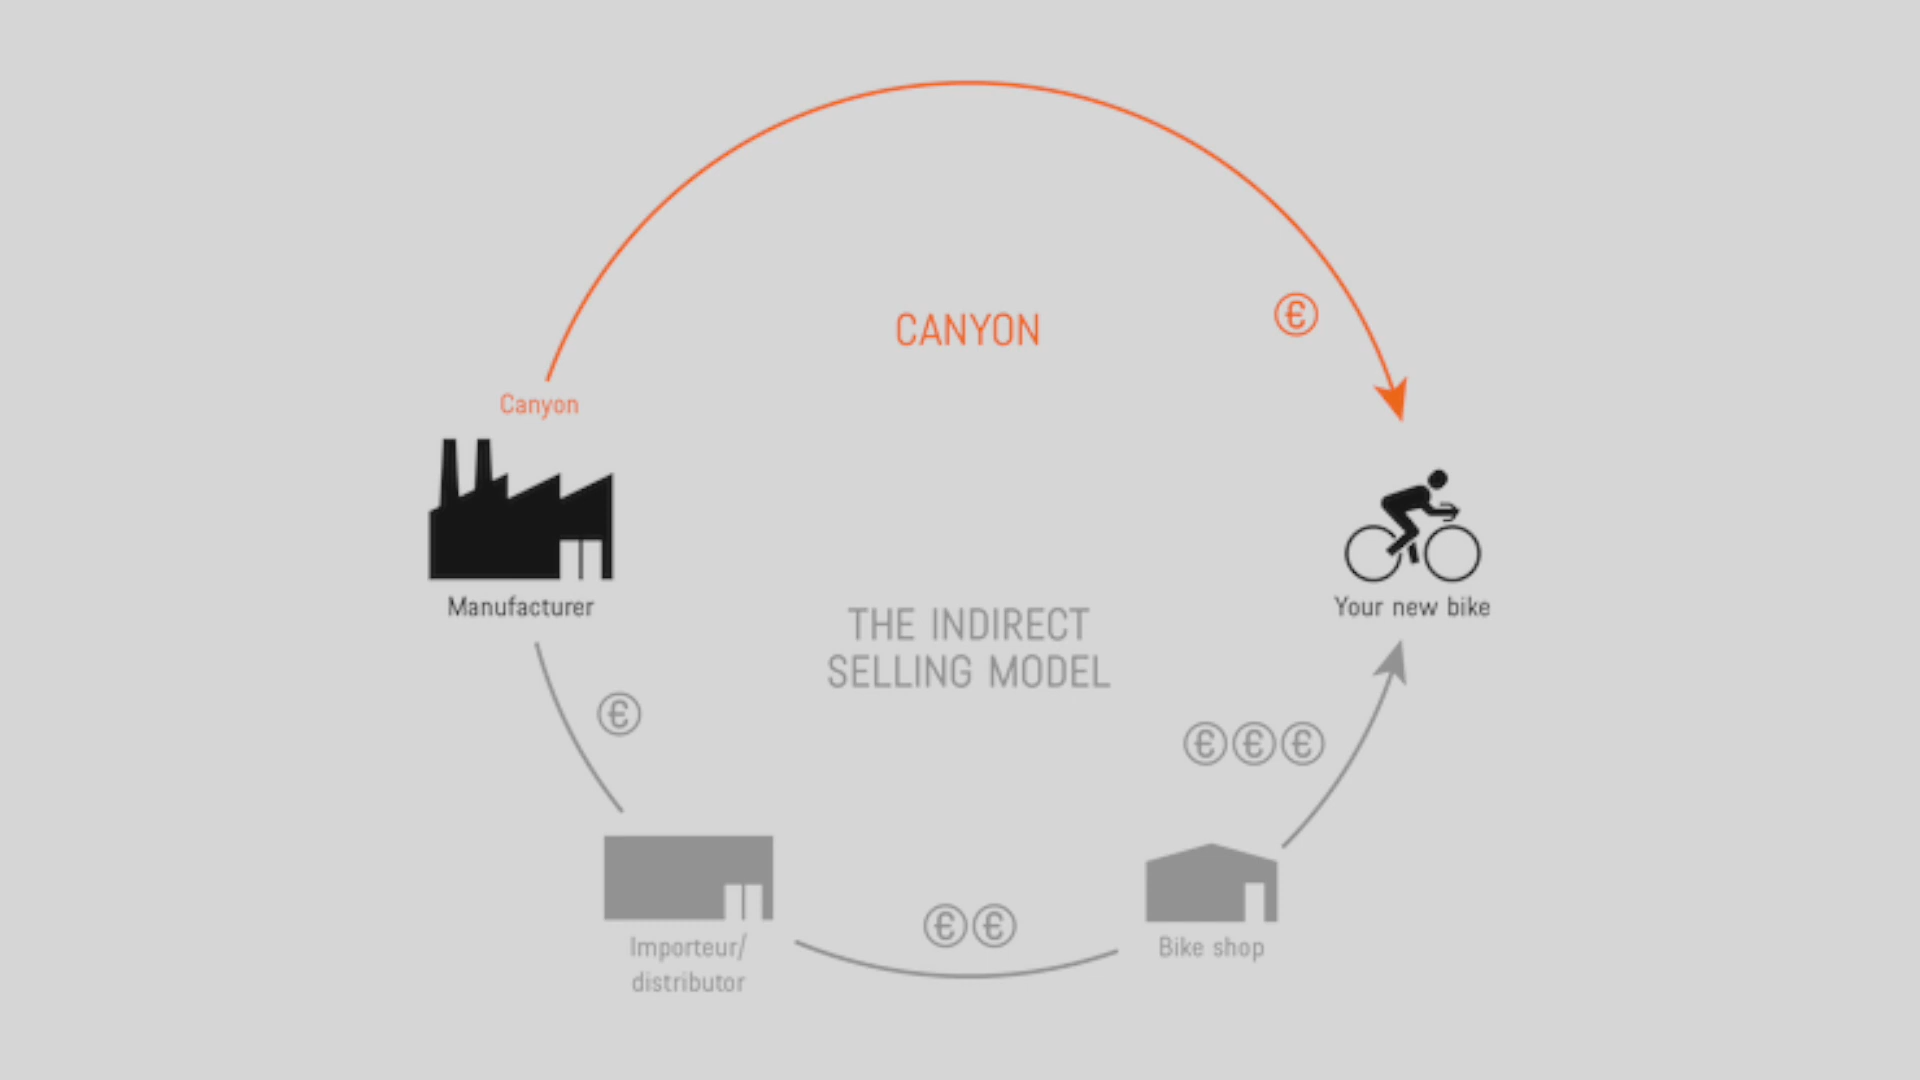 CANYON
€
Canyon
Manufacturer
Your new bike
THE INDIRECT
SELLING MODEL
€
€€€
€€
Importeur/
distributor
Bike shop